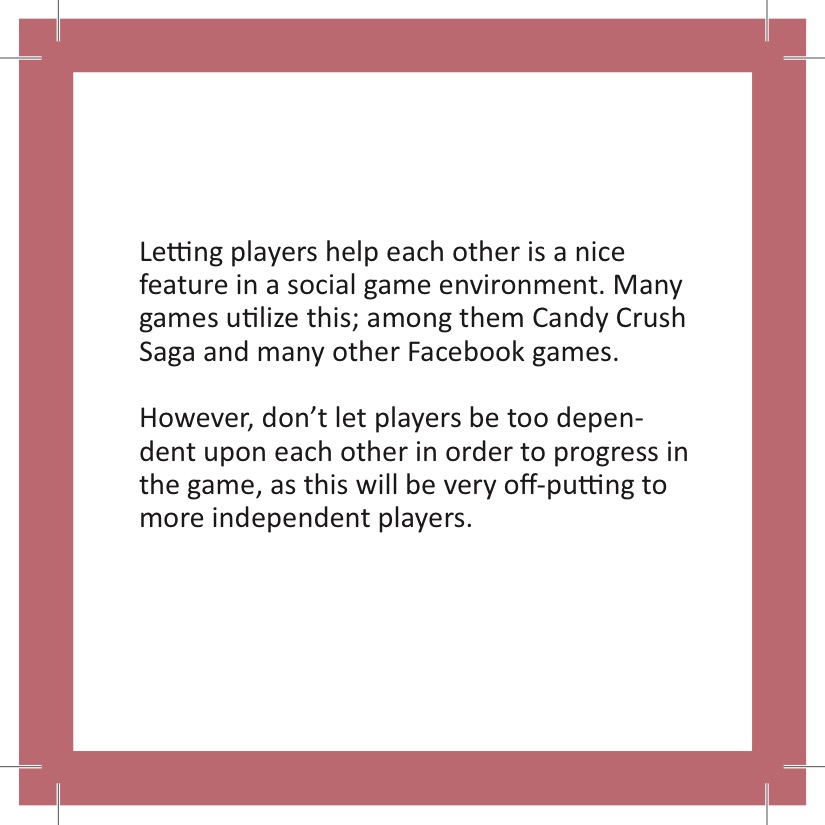 Letting players help each other is a nice
feature in a social game environment. Many
games utilize this; among them Candy Crush
Saga and many other Facebook games.
However, don’t let players be too depen-
dent upon each other in order to progress in
the game, as this will be very off-putting to
more independent players.